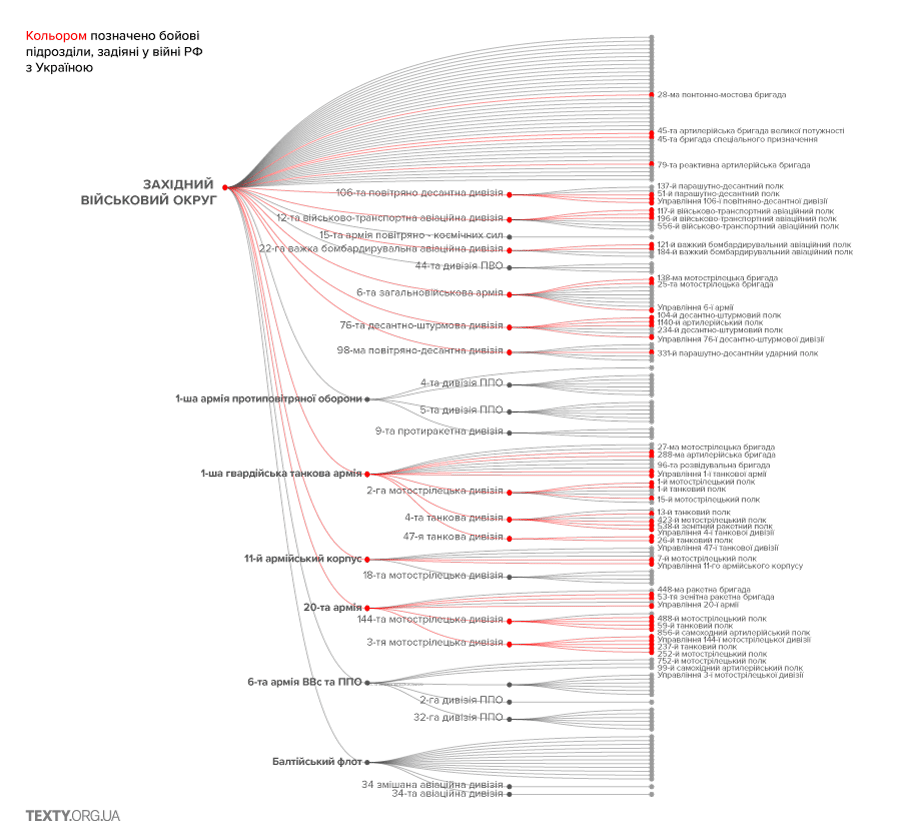 Кольором позначено бойові
підрозділи, задіяні у війні РФ
з Україною
28-ма понтонно-мостова бригада
45-та артилерійська бригада великої потужності
45-та бригада спеціального призначення
79-та реактивна артилерійська бригада
ЗАХІДНИЙ
ВІЙСЬКОВИЙ ОКРУГ
137-й парашутно-десантний полк
51-й парашутно-десантний полк
Управління 106-ї повітряно-десантної дивізії
106-та повітряно десантна дивізія
117-й військово-транспортний авіаційний полк
196-й військово-транспортний авіаційний полк
556-й військово-транспортний авіаційний полк
12-та військово-транспортна авіаційна дивізія
15-та армія повітряно - космічних сил
22-га важка бомбардирувальна авіаційна дивізія
121-й важкий бомбардирувальний авіаційний полк
184-й важкий бомбардирувальний авіаційний полк
44-та дивізія ПВО
138-ма мотострілецька бригада
25-та мотострілецька бригада
6-та загальновійськова армія
Управління 6-ї армії
104-й десантно-штурмовий полк
1140-й артилерійський полк
234-й десантно-штурмовий полк
Управління 76-ї десантно-штурмової дивізії
76-та десантно-штурмова дивізія
98-ма повітряно-десантна дивізія
331-й парашутно-десантнйи ударний полк
4-та дивізія ППО
1-ша армія протиповітряної оборони
5-та дивізія ППО
9-та протиракетна дивізія
27-ма мотострілецька бригада
288-ма артилерійська бригада
96-та розвідувальна бригада
Управління 1-ї танкової армії
1-ша гвардійська танкова армія
1-й мотострілецький полк
1-й танковий полк
15-й мотострілецький полк
2-га мотострілецька дивізія
13-й танковий полк
423-й мотострілецький полк
538-й зенітний ракетний полк
Управління 4-ї танкової дивізії
4-та танкова дивізія
26-й танковий полк
47-я танкова дивізія
Управління 47-ї танкової дивізії
7-й мотострілецький полк
Управління 11-го армійського корпусу
11-й армійський корпус
18-та мотострілецька дивізія
448-ма ракетна бригада
53-тя зенітна ракетна бригада
Управління 20-ї армії
20-та армія
488-й мотострілецький полк
59-й танковий полк
856-й самоходний артилерійський полк
Управління 144-ї мотострілецької дивізії
144-та мотострілецька дивізія
237-й танковий полк
252-й мотострілецький полк
752-й мотострілецький полк
99-й самохідний артилерійський полк
Управління 3-ї мотострілецької дивізії
3-тя мотострілецька дивізія
6-та армія ВВс та ППО
2-га дивізія ППО
32-га дивізія ППО
Балтійський флот
34 змішана авіаційна дивізія
34-та авіаційна дивізія
TEXTY.ORG.UA